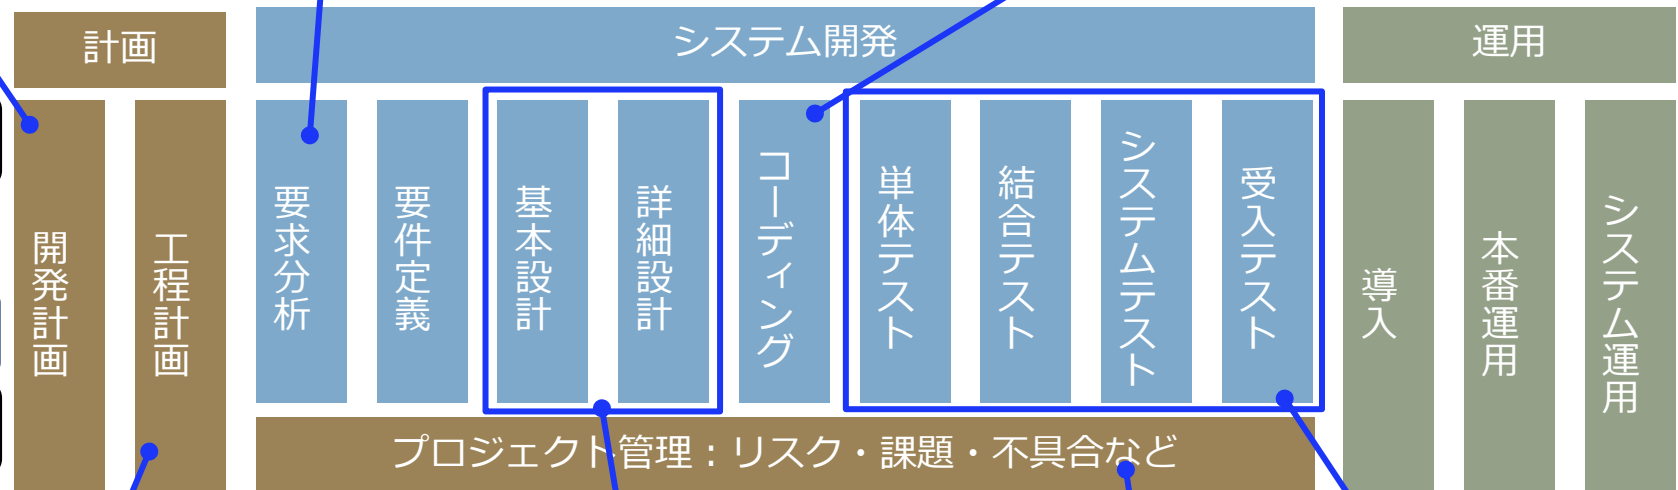 計画
システム開発
運用
開発計画
工程計画
要求分析
要件定義
基本設計
詳細設計
コーディング
単体テスト
結合テスト
システムテスト
受入テスト
導入
本番運用
システム運用
プロジェクト管理：リスク・課題・不具合など